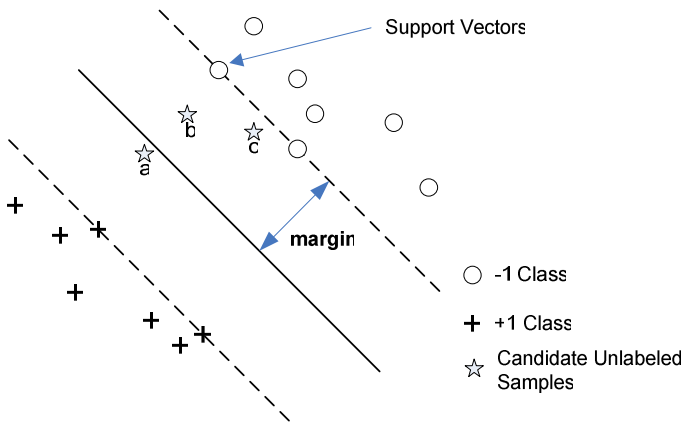 Support Vectors
b
c
a
margin
-1 Class
+1 Class
Candidate Unlabeled
Samples